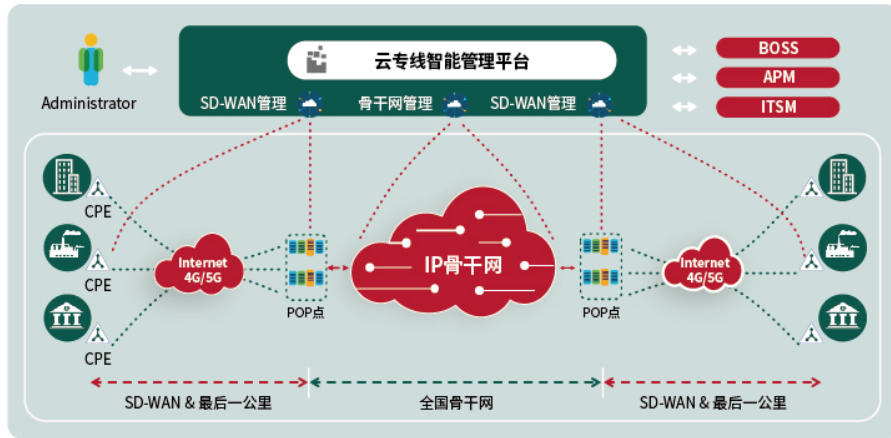 云专线智能管理平台
BOSS
APM
ITSM
Administrator
SD-WAN管理
骨干网管理
SD-WAN管理
CPE
CPE
CPE
Internet
4G/5G
POP点
IP骨干网
POP点
Internet
4G/5G
SD-WAN & 最后一公里
全国骨干网
SD-WAN & 最后一公里